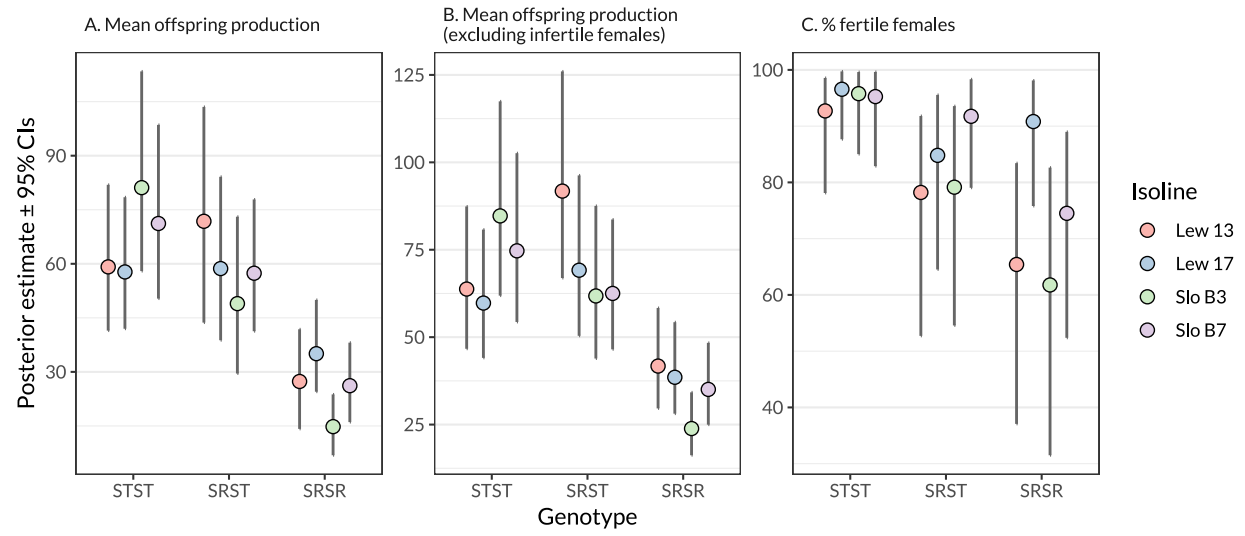 A. Mean offspring production
B. Mean offspring production
(excluding infertile females)
C. % fertile females
Posterior estimate ± 95% CIs
90
60
30
125
100
75
50
25
100
80
60
40
STST SRST SRSR
STST SRST SRSR
STST SRST SRSR
Genotype
Isoline
Lew 13
Lew 17
Slo B3
Slo B7